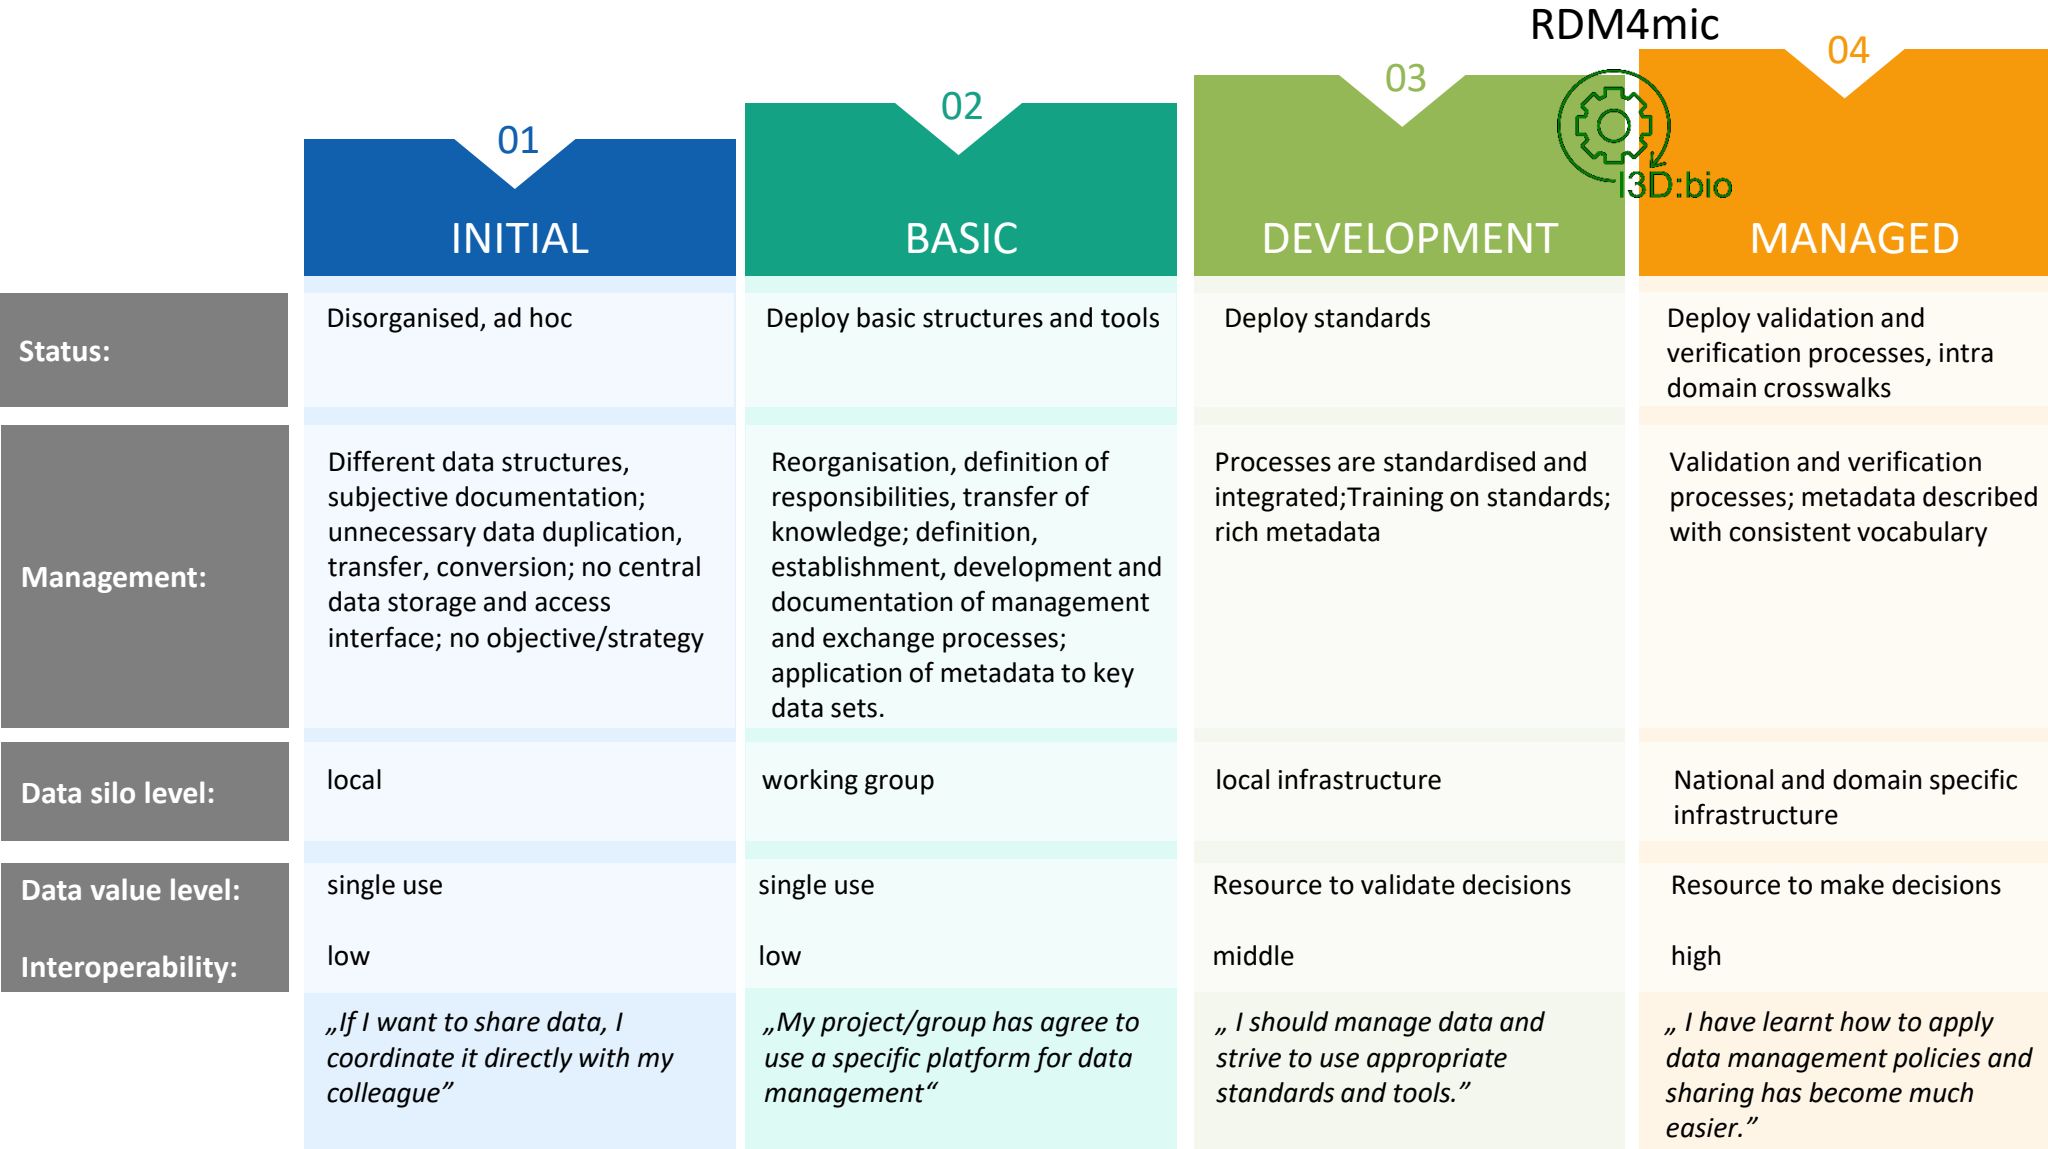 RDM4mic
01
02
03
04
I3D:bio
INITIAL
BASIC
DEVELOPMENT
MANAGED
Status:
Disorganised, ad hoc
Deploy basic structures and tools
Deploy standards
Deploy validation and
verification processes, intra
domain crosswalks
Management:
Different data structures,
subjective documentation;
unnecessary data duplication,
transfer, conversion; no central
data storage and access
interface; no objective/strategy
Reorganisation, definition of
responsibilities, transfer of
knowledge; definition,
establishment, development and
documentation of management
and exchange processes;
application of metadata to key
data sets.
Processes are standardised and
integrated;Training on standards;
rich metadata
Validation and verification
processes; metadata described
with consistent vocabulary
Data silo level:
local
working group
local infrastructure
National and domain specific
infrastructure
Data value level:
single use
single use
Resource to validate decisions
Resource to make decisions
Interoperability:
low
low
middle
high
„If I want to share data, I
coordinate it directly with my
colleague”
„My project/group has agree to
use a specific platform for data
management“
„ I should manage data and
strive to use appropriate
standards and tools.”
„ I have learnt how to apply
data management policies and
sharing has become much
easier.”